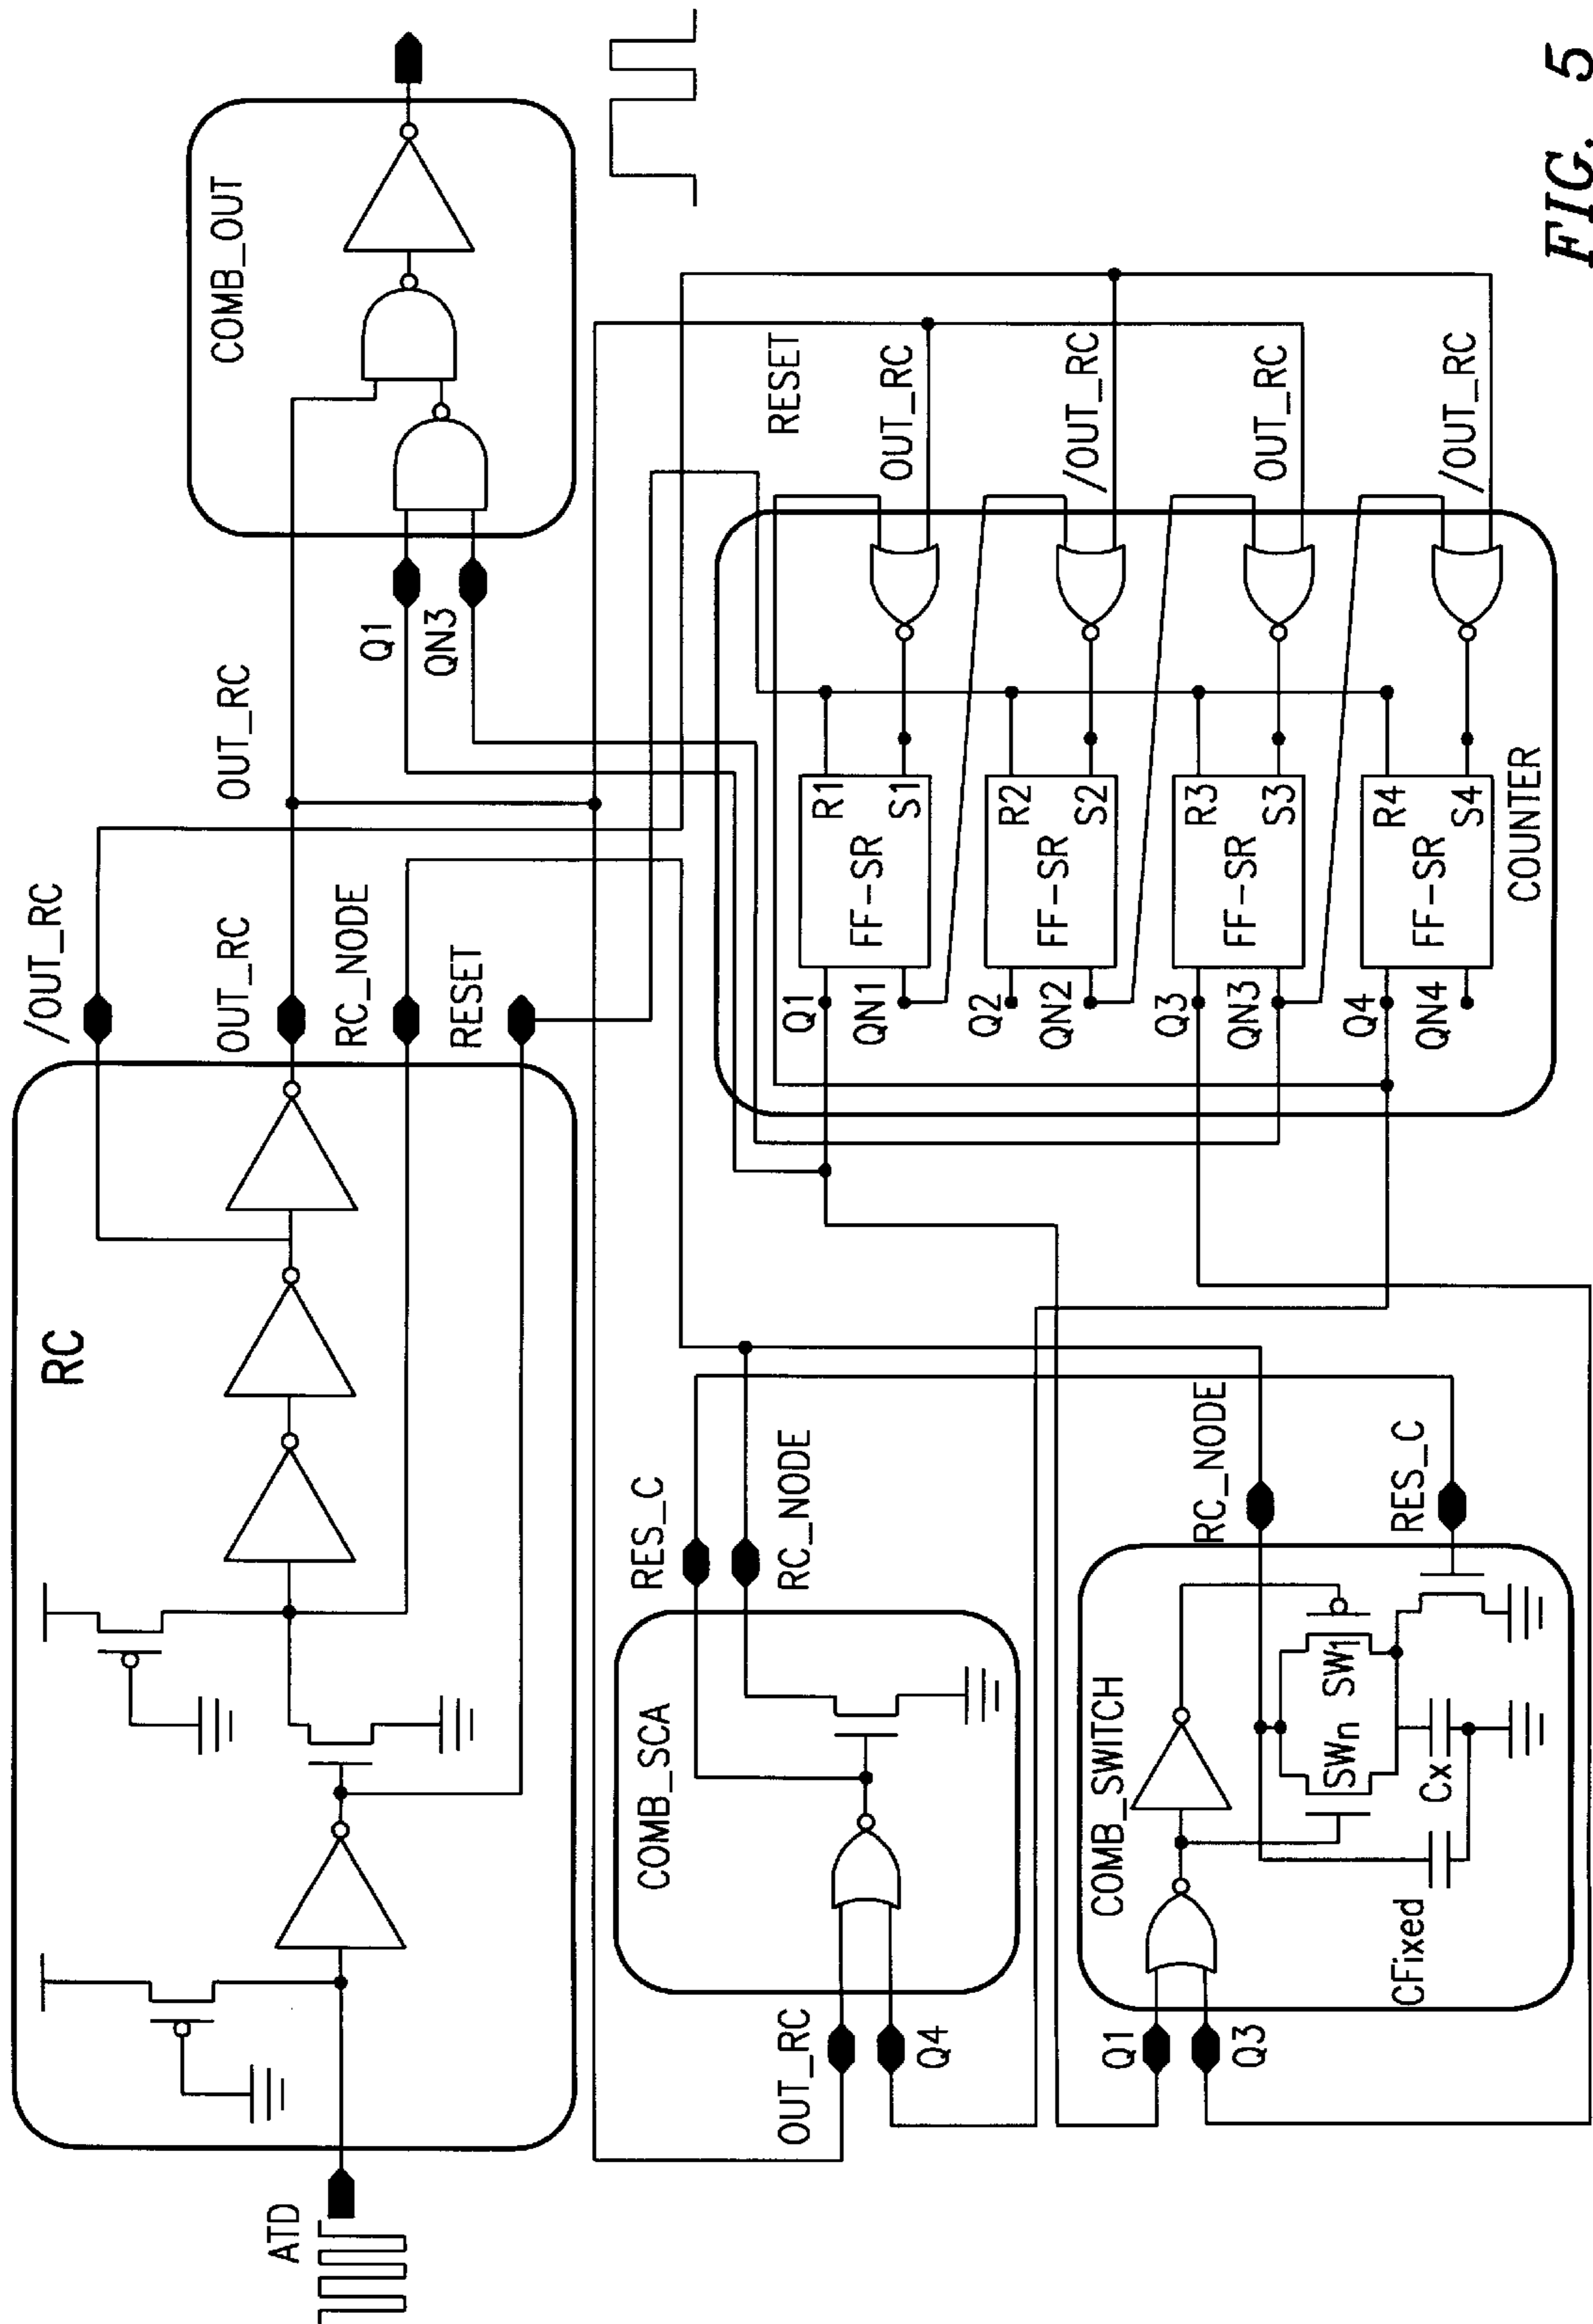 ATD
RC
/OUT_RC
OUT_RC
RC_NODE
RESET
OUT_RC
Q1
QN3
COMB_OUT
OUT_RC
Q4
COMB_SCA
RES_C
RC_NODE
Q1
Q3
COMB_SWITCH
CFixed
Cx
SWn
SW1
RC_NODE
RES_C
Q1
QN1
Q2
QN2
Q3
QN3
Q4
QN4
FF-SR
R1
S1
FF-SR
R2
S2
FF-SR
R3
S3
FF-SR
R4
S4
COUNTER
RESET
OUT_RC
/OUT_RC
OUT_RC
/OUT_RC
FIG. 5